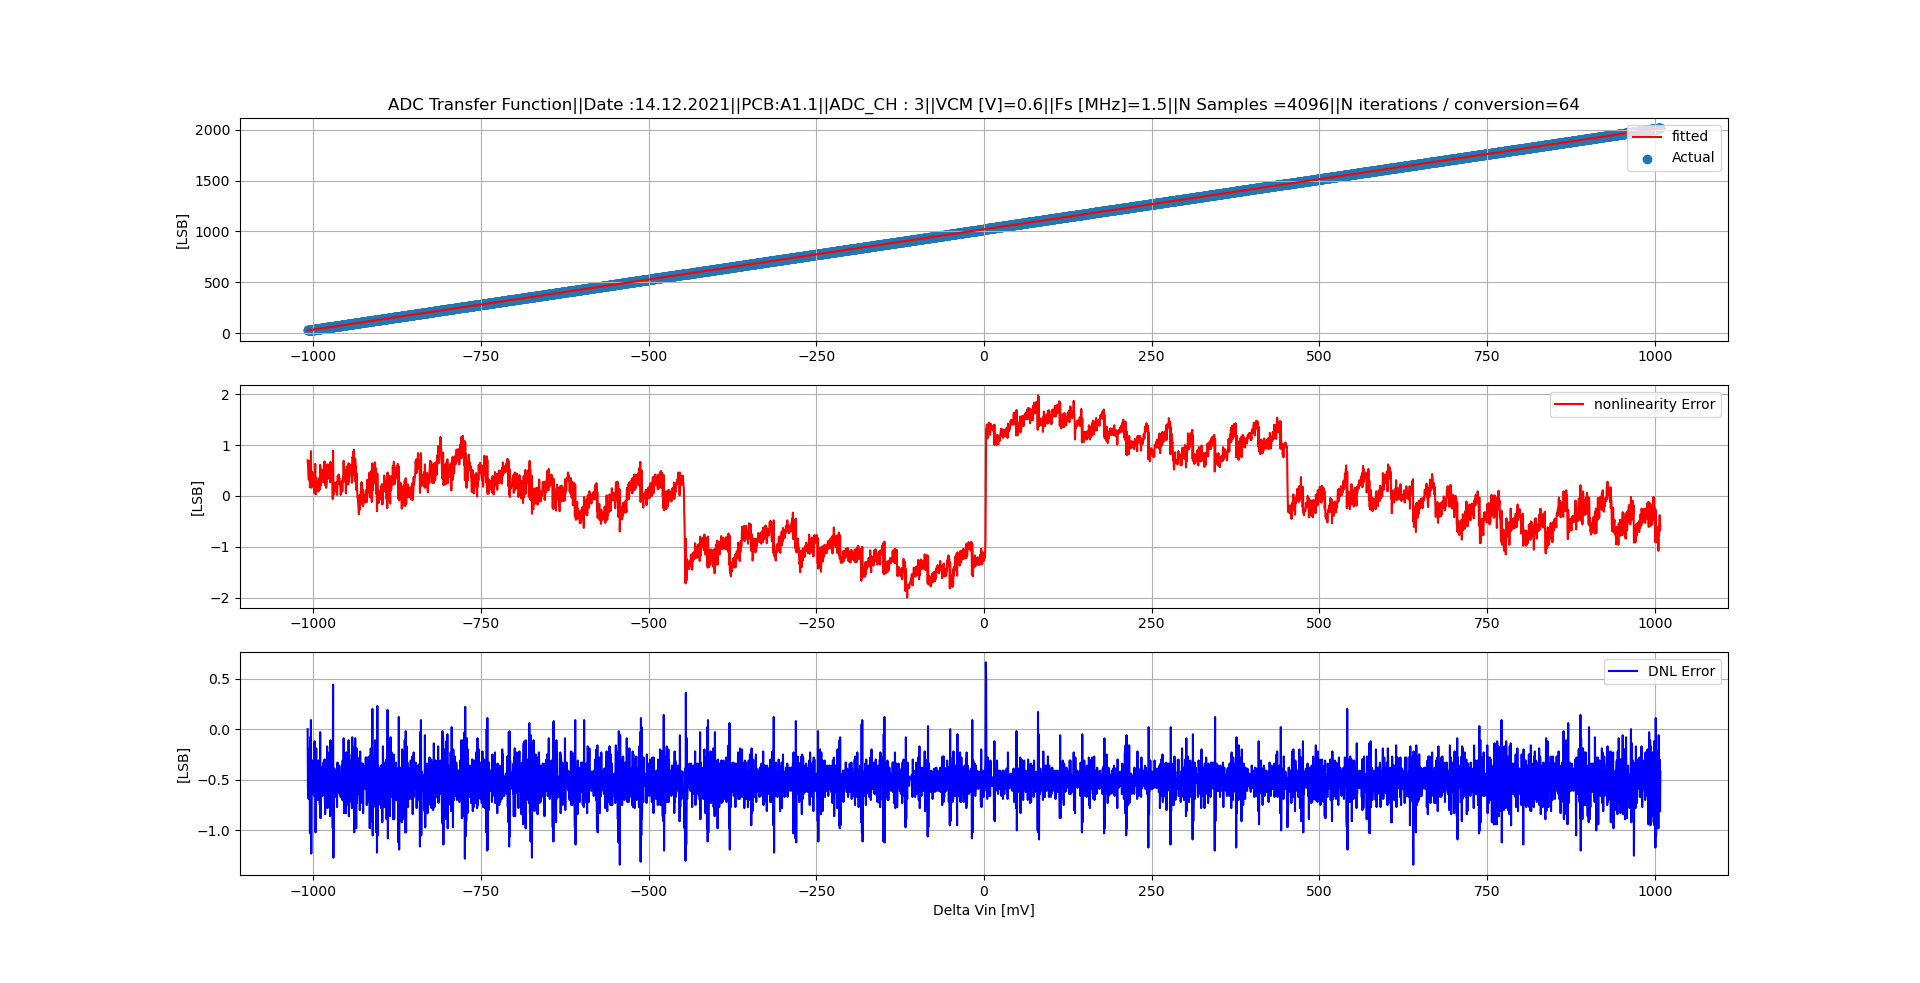 ADC Transfer Function||Date :14.12.2021||PCB:A1.1||ADC_CH : 3||VCM [V]=0.6||Fs [MHz]=1.5||N Samples =4096||N iterations / conversion=64
2000
1500
1000
500
0
[LSB]
fitted
Actual
−1000 −750 −500 −250 0 250 500 750 1000
2
1
0
−1
−2
[LSB]
nonlinearity Error
−1000 −750 −500 −250 0 250 500 750 1000
0.5
0.0
−0.5
−1.0
[LSB]
DNL Error
−1000 −750 −500 −250 0 250 500 750 1000
Delta Vin [mV]